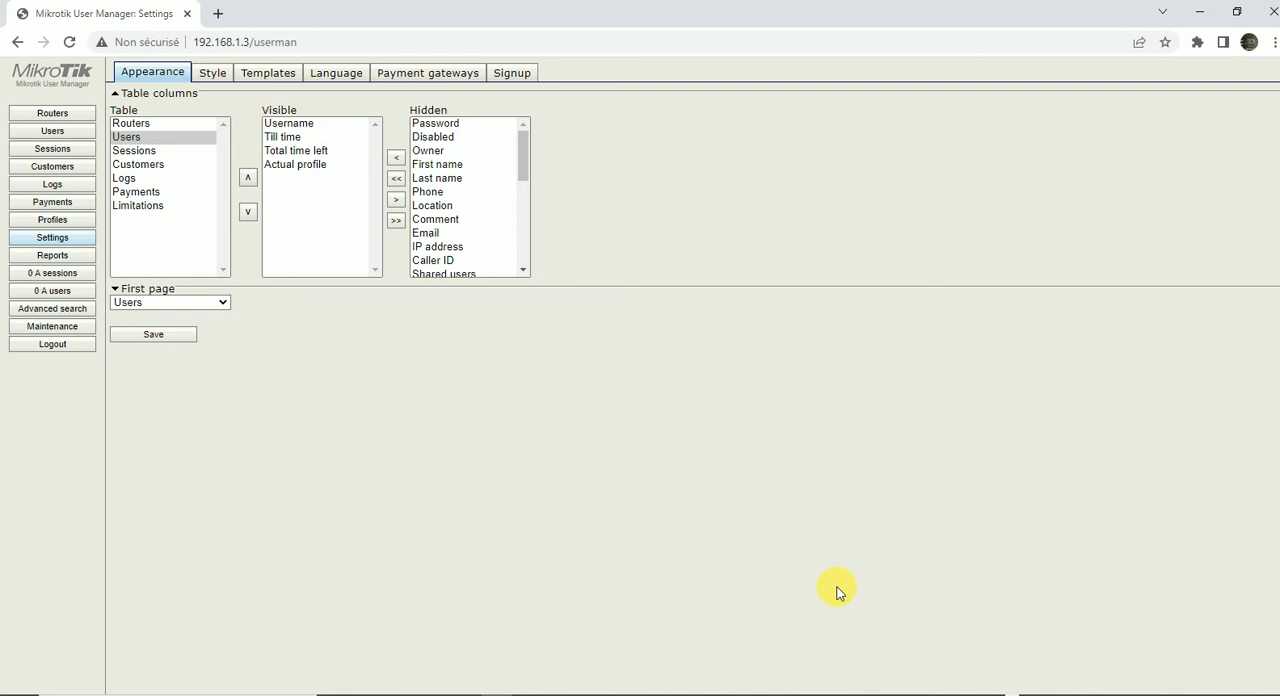 Mikrotik User Manager: Settings
Non sécurisé
192.168.1.3/userman
MikroTik
Mikrotik User Manager
Routers
Users
Sessions
Customers
Logs
Payments
Profiles
Settings
Reports
0 A sessions
0 A users
Advanced search
Maintenance
Logout
Appearance
Style
Templates
Language
Payment gateways
Signup
Table columns
Table
Routers
Users
Sessions
Customers
Logs
Payments
Limitations
Visible
Username
Till time
Total time left
Actual profile
Hidden
Password
Disabled
Owner
First name
Last name
Phone
Location
Comment
Email
IP address
Caller ID
Shared users
First page
Users
Save